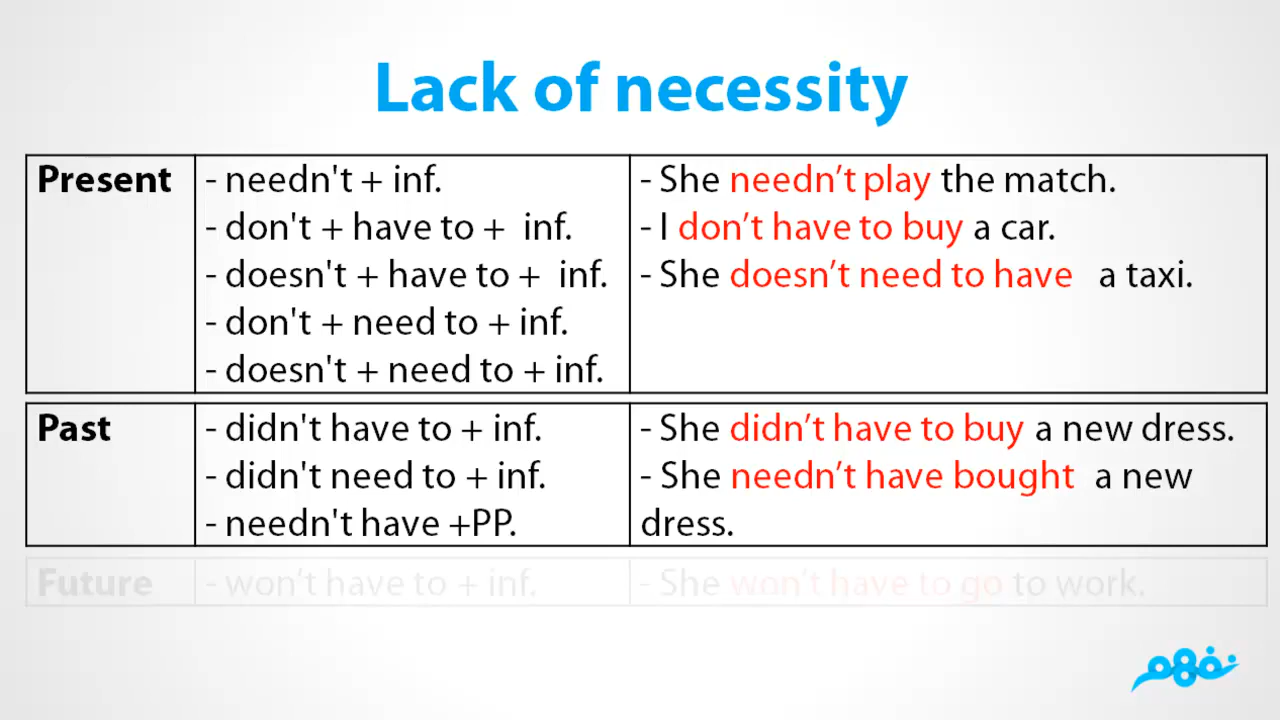 Lack of necessity
Present
- needn't + inf.
- don't + have to + inf.
- doesn't + have to + inf.
- don't + need to + inf.
- doesn't + need to + inf.
- She needn’t play the match.
- I don’t have to buy a car.
- She doesn’t need to have a taxi.
Past
- didn't have to + inf.
- didn't need to + inf.
- needn't have +PP.
- She didn’t have to buy a new dress.
- She needn’t have bought a new
dress.
Future
- won’t have to + inf.
- She won’t have to go to work.
نفهم